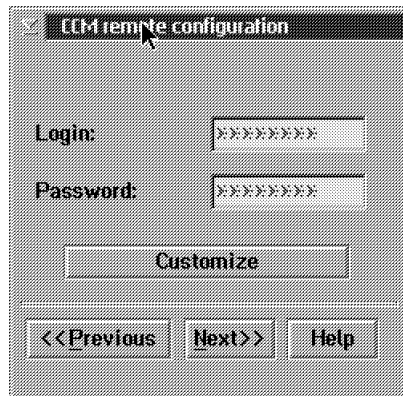 CCM remote configuration
Login: ********
Password: ********
Customize
<<Previous Next>> Help